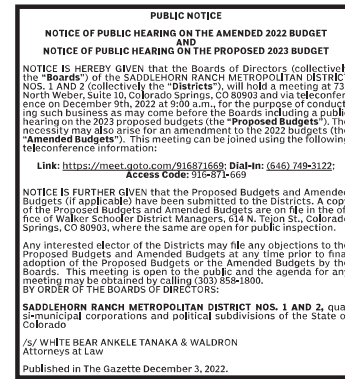 PUBLIC NOTICE
NOTICE OF PUBLIC HEARING ON THE AMENDED 2022 BUDGET
AND
NOTICE OF PUBLIC HEARING ON THE PROPOSED 2023 BUDGET
NOTICE IS HEREBY GIVEN that the Boards of Directors (collectivel
the "Boards") of the SADDLEHORN RANCH METROPOLITAN DISTRICT
NOS. 1 AND 2 (collectively the "Districts"), will hold a meeting at 73
North Weber, Suite 10, Colorado Springs, CO 80903 and via teleconfer
ence on December 9th, 2022 at 9:00 a.m., for the purpose of conduct
ing such business as may come before the Boards including a public
hearing on the 2023 proposed budgets (the "Proposed Budgets"). The
necessity may also arise for an amendment to the 2022 budgets (the
"Amended Budgets"). This meeting can be joined using the following
teleconference information:
Link: https://meet.goto.com/916871669; Dial-In: (646) 749-3122;
Access Code: 916-871-669
NOTICE IS FURTHER GIVEN that the Proposed Budgets and Amende
Budgets (if applicable) have been submitted to the Districts. A copy
of the Proposed Budgets and Amended Budgets are on file in the of
fice of Walker Schooler District Managers, 614 N. Tejon St., Colorado
Springs, CO 80903, where the same are open for public inspection.
Any interested elector of the Districts may file any objections to the
Proposed Budgets and Amended Budgets at any time prior to fina
adoption of the Proposed Budgets or the Amended Budgets by the
Boards. This meeting is open to the public and the agenda for any
meeting may be obtained by calling (303) 858-1800.
BY ORDER OF THE BOARDS OF DIRECTORS:
SADDLEHORN RANCH METROPOLITAN DISTRICT NOS. 1 AND 2, qua
si-municipal corporations and political subdivisions of the State o
Colorado
/s/ WHITE BEAR ANKELE TANAKA & WALDRON
Attorneys at Law
Published in The Gazette December 3, 2022.